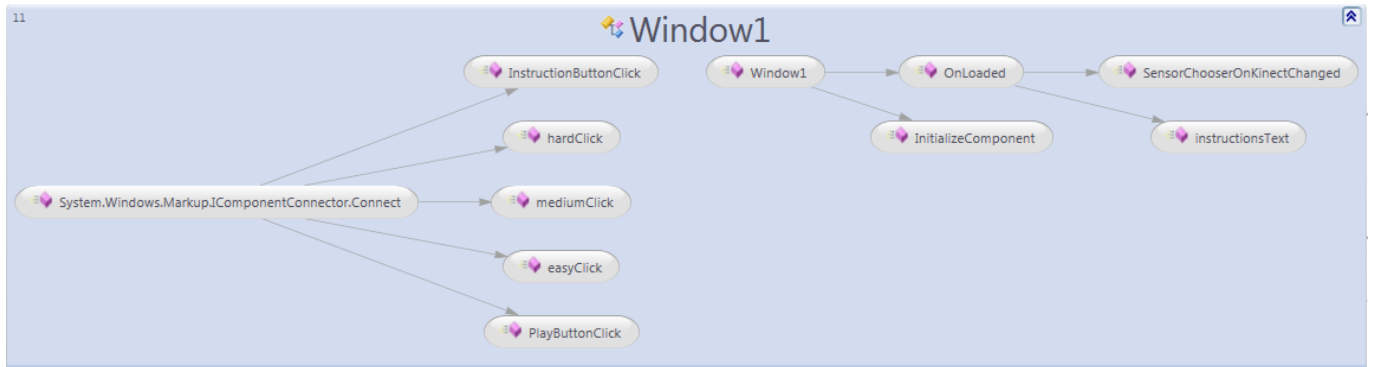 11
Window1
InstructionButtonClick
Window1
OnLoaded
SensorChooserOnKinectChanged
hardClick
InitializeComponent
instructionsText
System.Windows.Markup.IComponentConnector.Connect
mediumClick
easyClick
PlayButtonClick